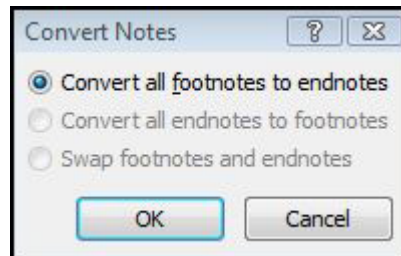 Convert Notes
Convert all footnotes to endnotes
Convert all endnotes to footnotes
Swap footnotes and endnotes
OK Cancel